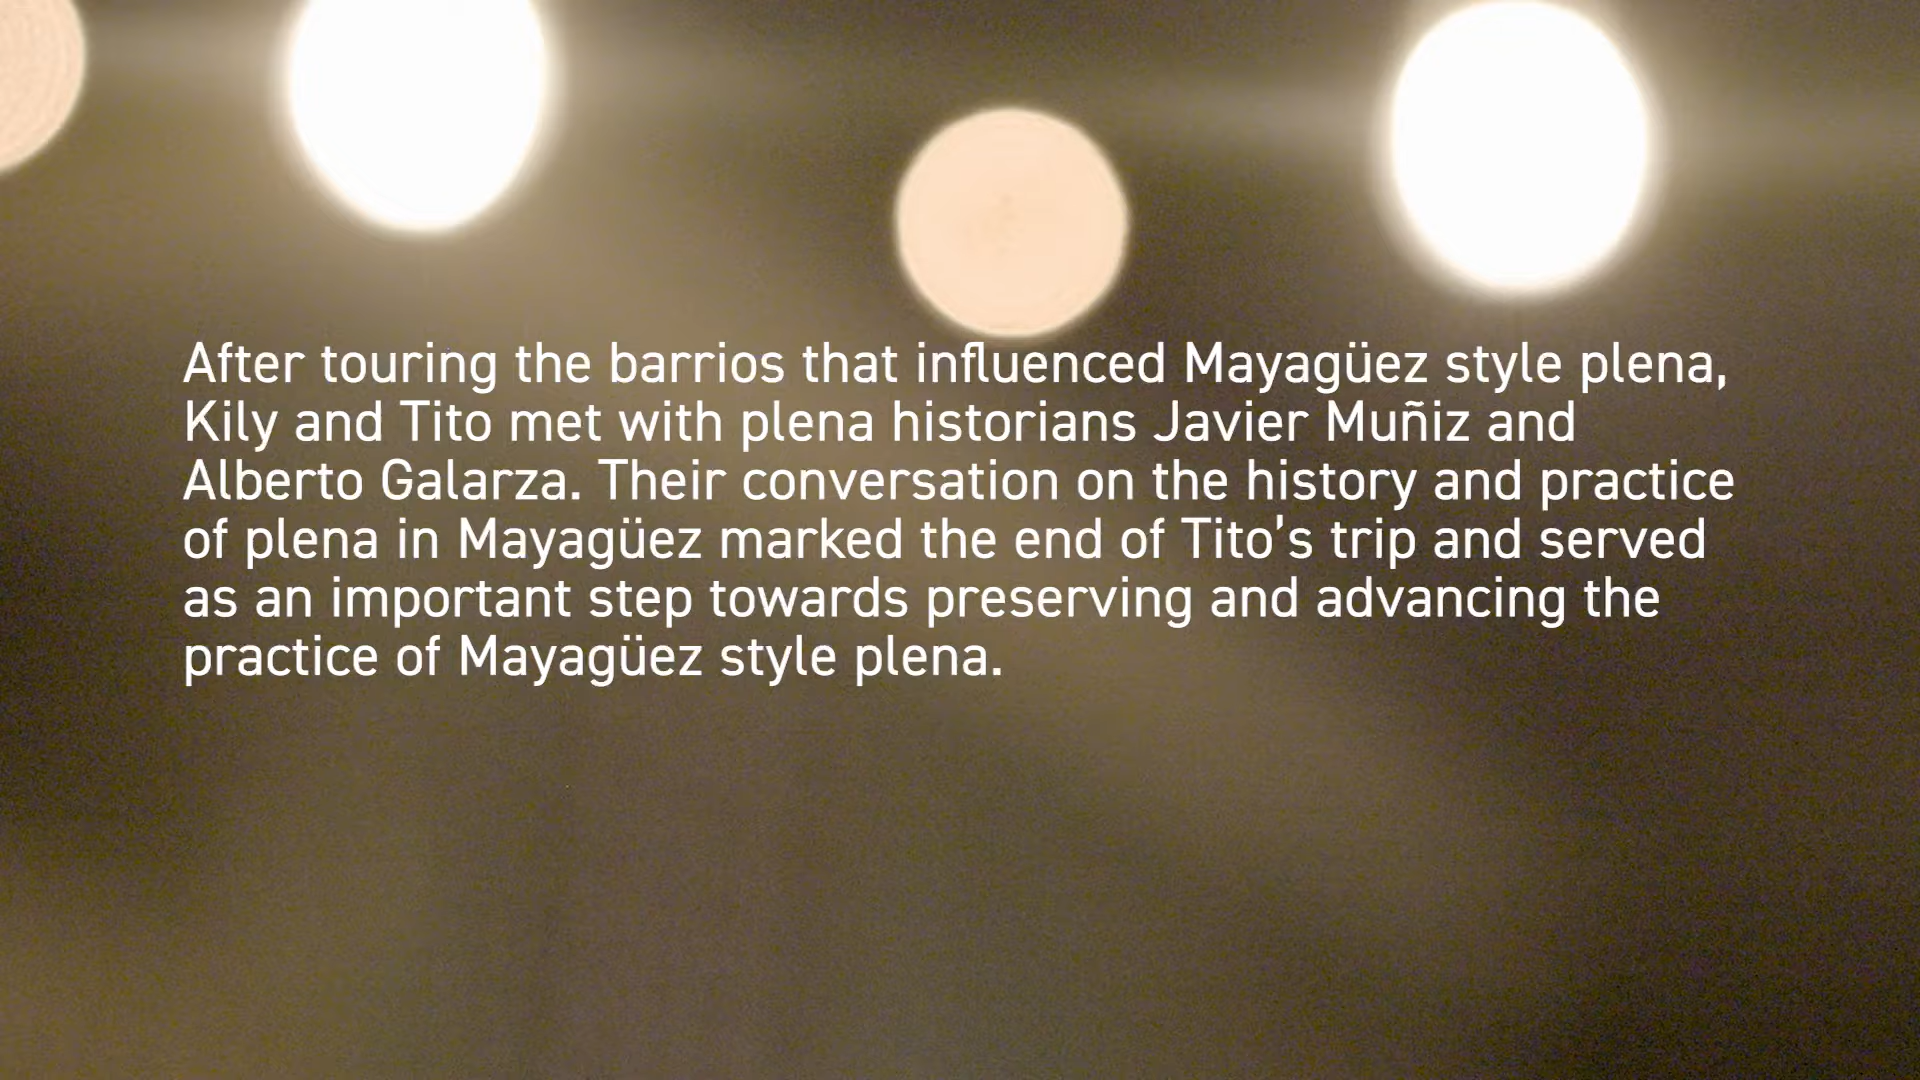 After touring the barrios that influenced Mayagüez style plena,
Kily and Tito met with plena historians Javier Muñiz and
Alberto Galarza. Their conversation on the history and practice
of plena in Mayagüez marked the end of Tito’s trip and served
as an important step towards preserving and advancing the
practice of Mayagüez style plena.